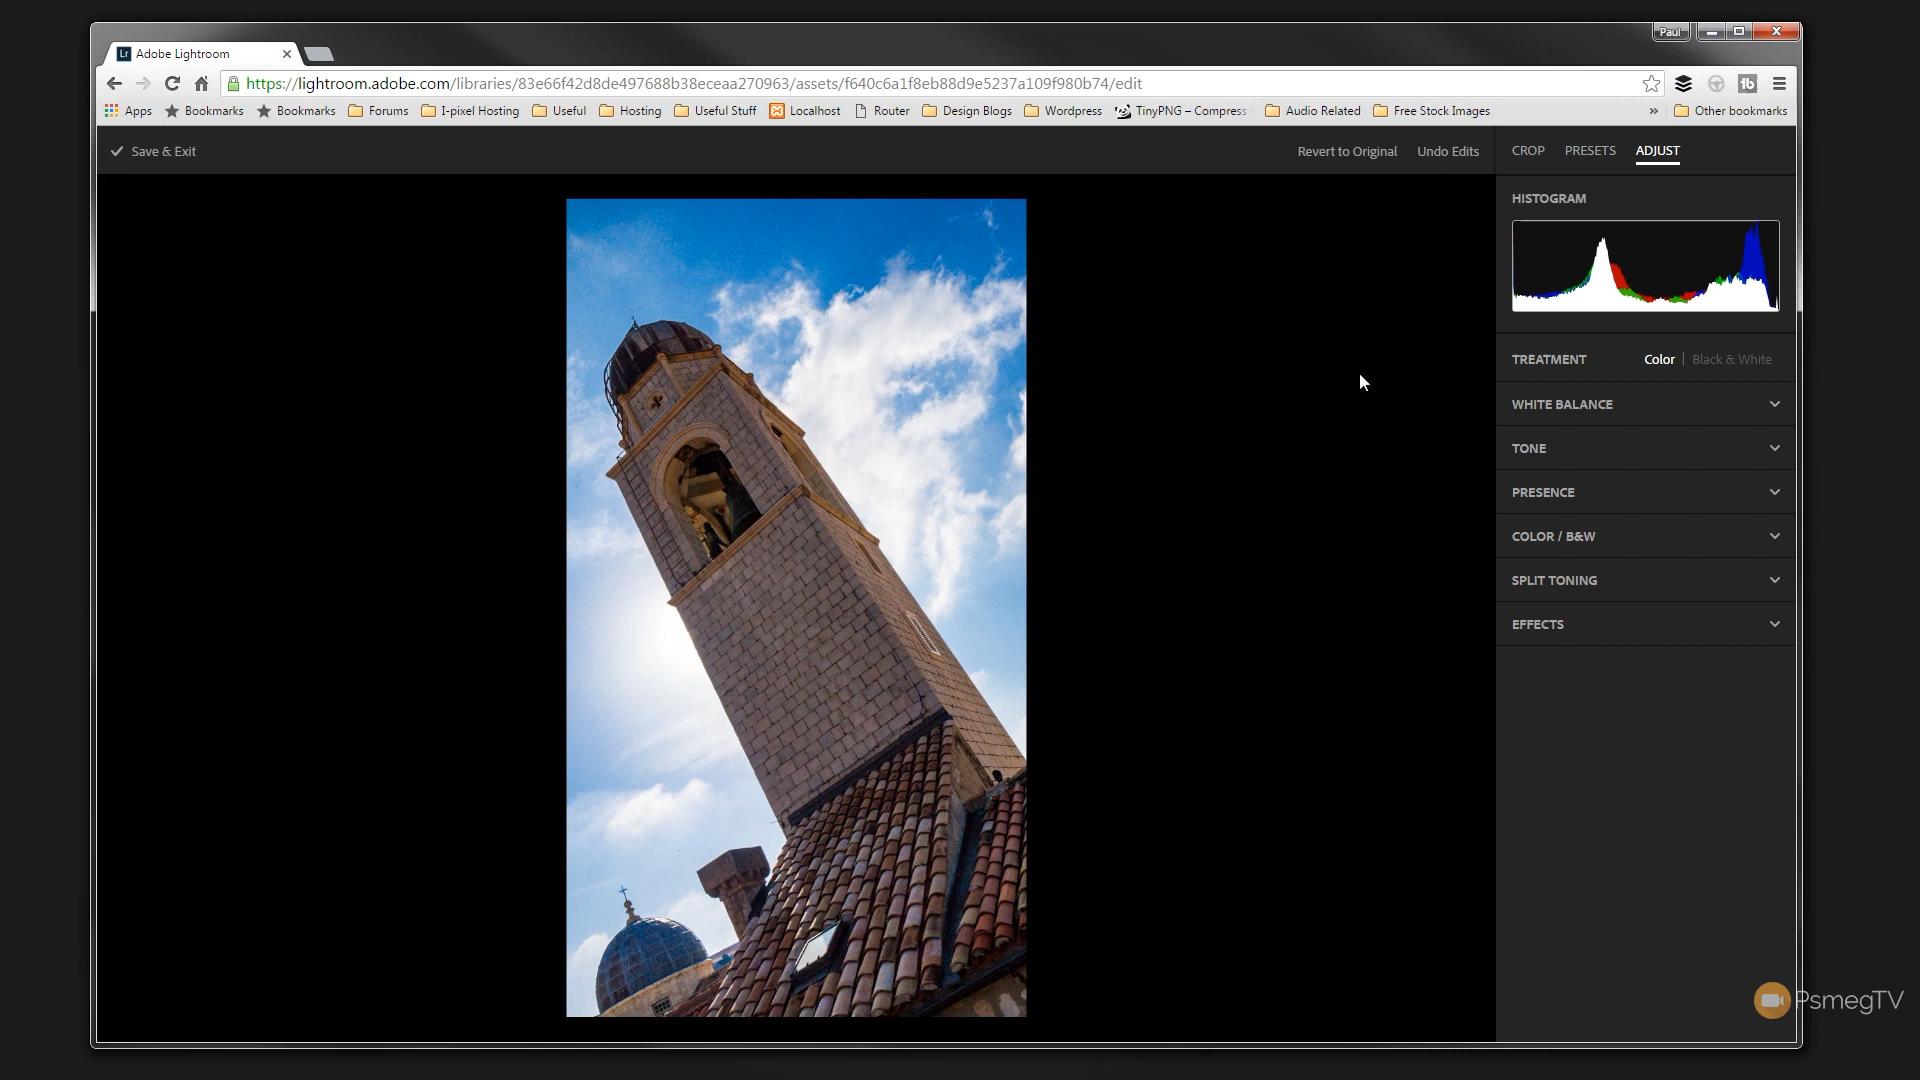 Paul
Lr Adobe Lightroom
https://lightroom.adobe.com/libraries/83e66f42d8de497688b38eceaa270963/assets/f640c6a1f8eb88d9e5237a109f980b74/edit
Apps Bookmarks Bookmarks Forums I-pixel Hosting Useful Hosting Useful Stuff Localhost Router Design Blogs Wordpress TinyPNG – Compress Audio Related Free Stock Images » Other bookmarks
Save & Exit Revert to Original Undo Edits CROP PRESETS ADJUST
HISTOGRAM
TREATMENT Color | Black & White
WHITE BALANCE
TONE
PRESENCE
COLOR / B&W
SPLIT TONING
EFFECTS
PsmegTV